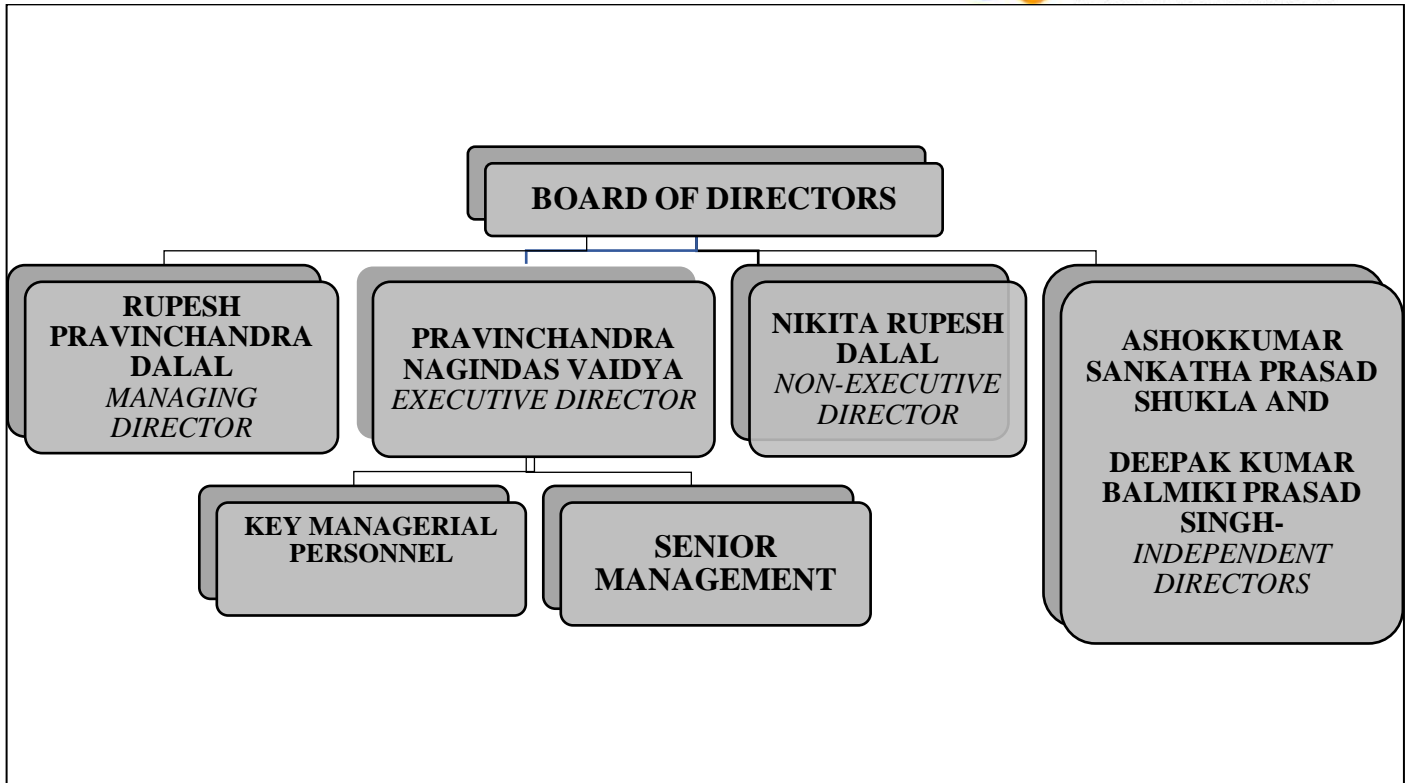 BOARD OF DIRECTORS
RUPESH
PRAVINCHANDRA
DALAL
MANAGING
DIRECTOR
PRAVINCHANDRA
NAGINDAS VAIDYA
EXECUTIVE DIRECTOR
NIKITA RUPESH
DALAL
NON-EXECUTIVE
DIRECTOR
ASHOKKUMAR
SANKATHA PRASAD
SHUKLA AND
DEEPAK KUMAR
BALMIKI PRASAD
SINGH-
INDEPENDENT
DIRECTORS
KEY MANAGERIAL
PERSONNEL
SENIOR
MANAGEMENT